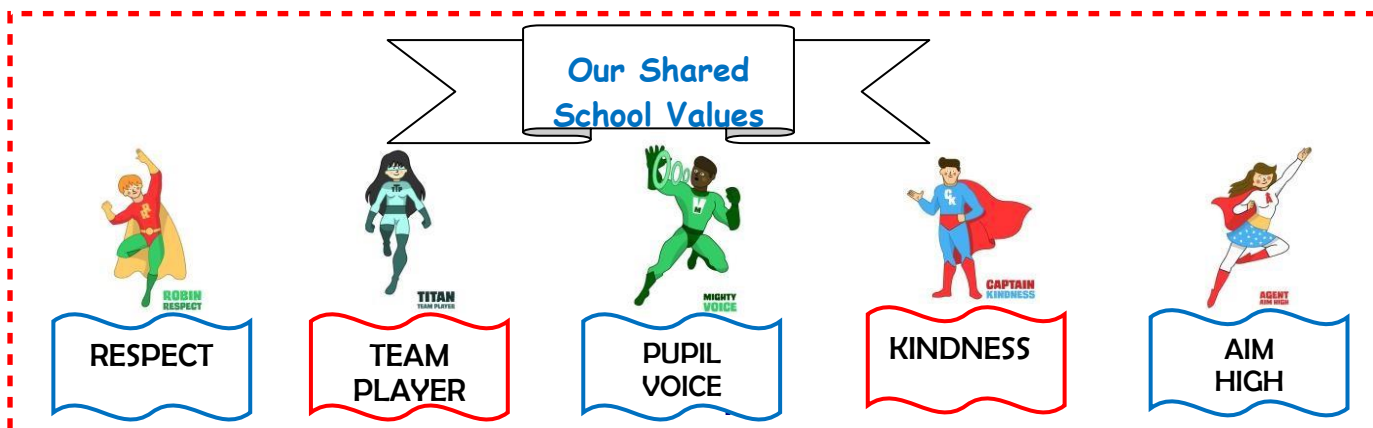 Our Shared
School Values
ROBIN
RESPECT
TITAN
TEAM PLAYER
MIGHTY
VOICE
CAPTAIN
KINDNESS
AGENT
AIM HIGH
RESPECT
TEAM
PLAYER
PUPIL
VOICE
KINDNESS
AIM
HIGH